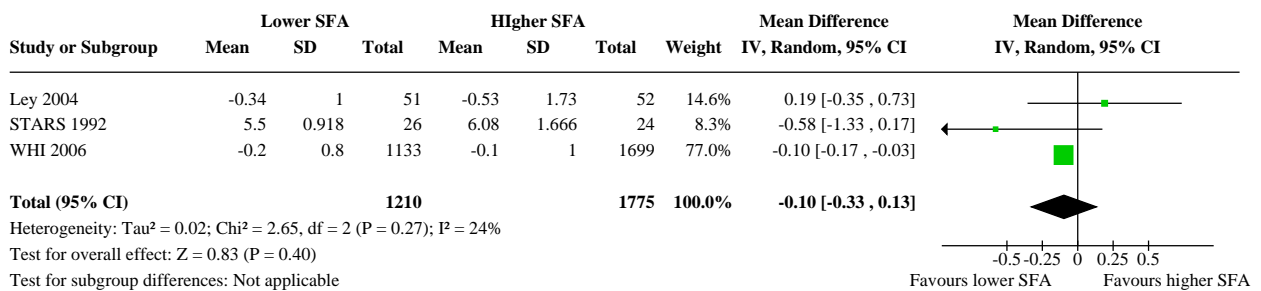 Lower SFA HIgher SFA Mean Difference Mean Difference
Study or Subgroup Mean SD Total Mean SD Total Weight IV, Random, 95% CI IV, Random, 95% CI
Ley 2004 -0.34 1 51 -0.53 1.73 52 14.6% 0.19 [-0.35 , 0.73]
STARS 1992 5.5 0.918 26 6.08 1.666 24 8.3% -0.58 [-1.33 , 0.17]
WHI 2006 -0.2 0.8 1133 -0.1 1 1699 77.0% -0.10 [-0.17 , -0.03]
Total (95% CI) 1210 1775 100.0% -0.10 [-0.33 , 0.13]
Heterogeneity: Tau² = 0.02; Chi² = 2.65, df = 2 (P = 0.27); I² = 24%
Test for overall effect: Z = 0.83 (P = 0.40)
-0.5 -0.25 0 0.25 0.5
Test for subgroup differences: Not applicable
Favours lower SFA Favours higher SFA